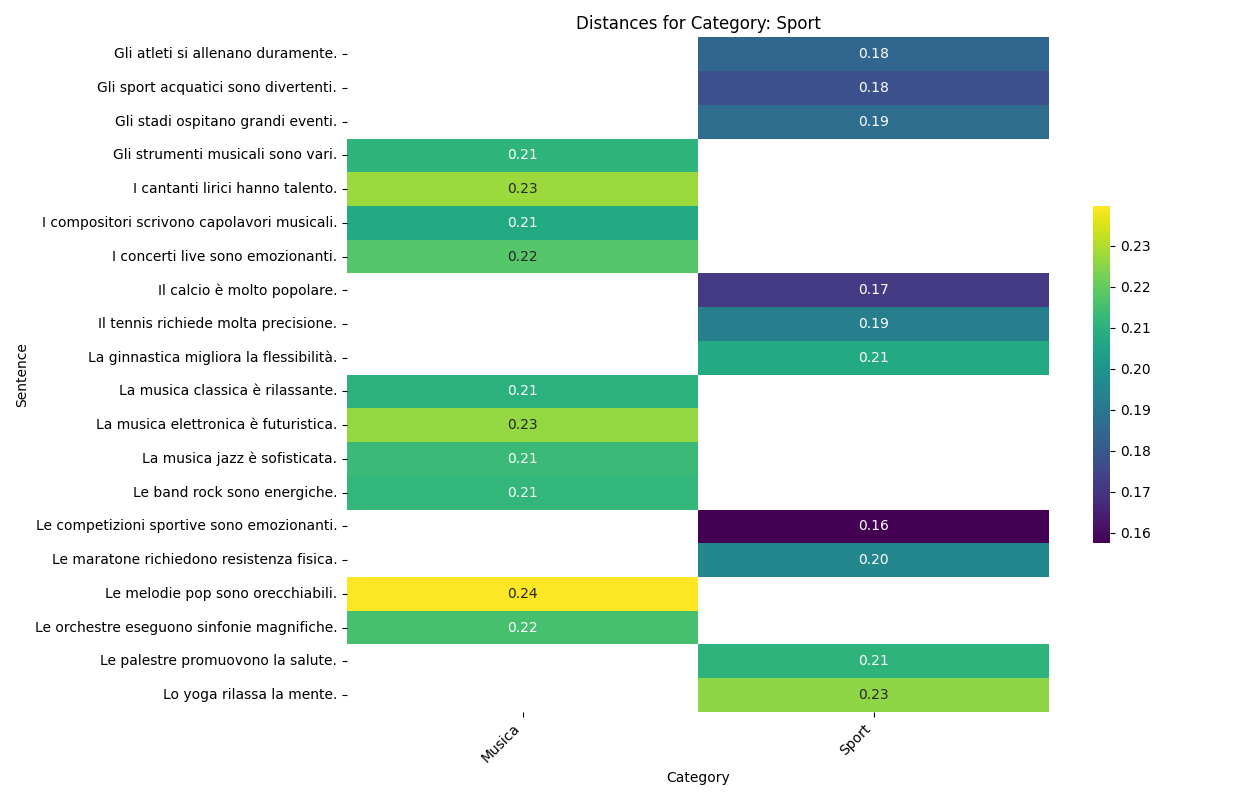 Distances for Category: Sport
Gli atleti si allenano duramente. 0.18
Gli sport acquatici sono divertenti. 0.18
Gli stadi ospitano grandi eventi. 0.19
Gli strumenti musicali sono vari. 0.21
I cantanti lirici hanno talento. 0.23
I compositori scrivono capolavori musicali. 0.21
I concerti live sono emozionanti. 0.22
Il calcio è molto popolare. 0.17
Il tennis richiede molta precisione. 0.19
La ginnastica migliora la flessibilità. 0.21
La musica classica è rilassante. 0.21
La musica elettronica è futuristica. 0.23
La musica jazz è sofisticata. 0.21
Le band rock sono energiche. 0.21
Le competizioni sportive sono emozionanti. 0.16
Le maratone richiedono resistenza fisica. 0.20
Le melodie pop sono orecchiabili. 0.24
Le orchestre eseguono sinfonie magnifiche. 0.22
Le palestre promuovono la salute. 0.21
Lo yoga rilassa la mente. 0.23
Sentence
Musica
Sport
Category
0.23
0.22
0.21
0.20
0.19
0.18
0.17
0.16